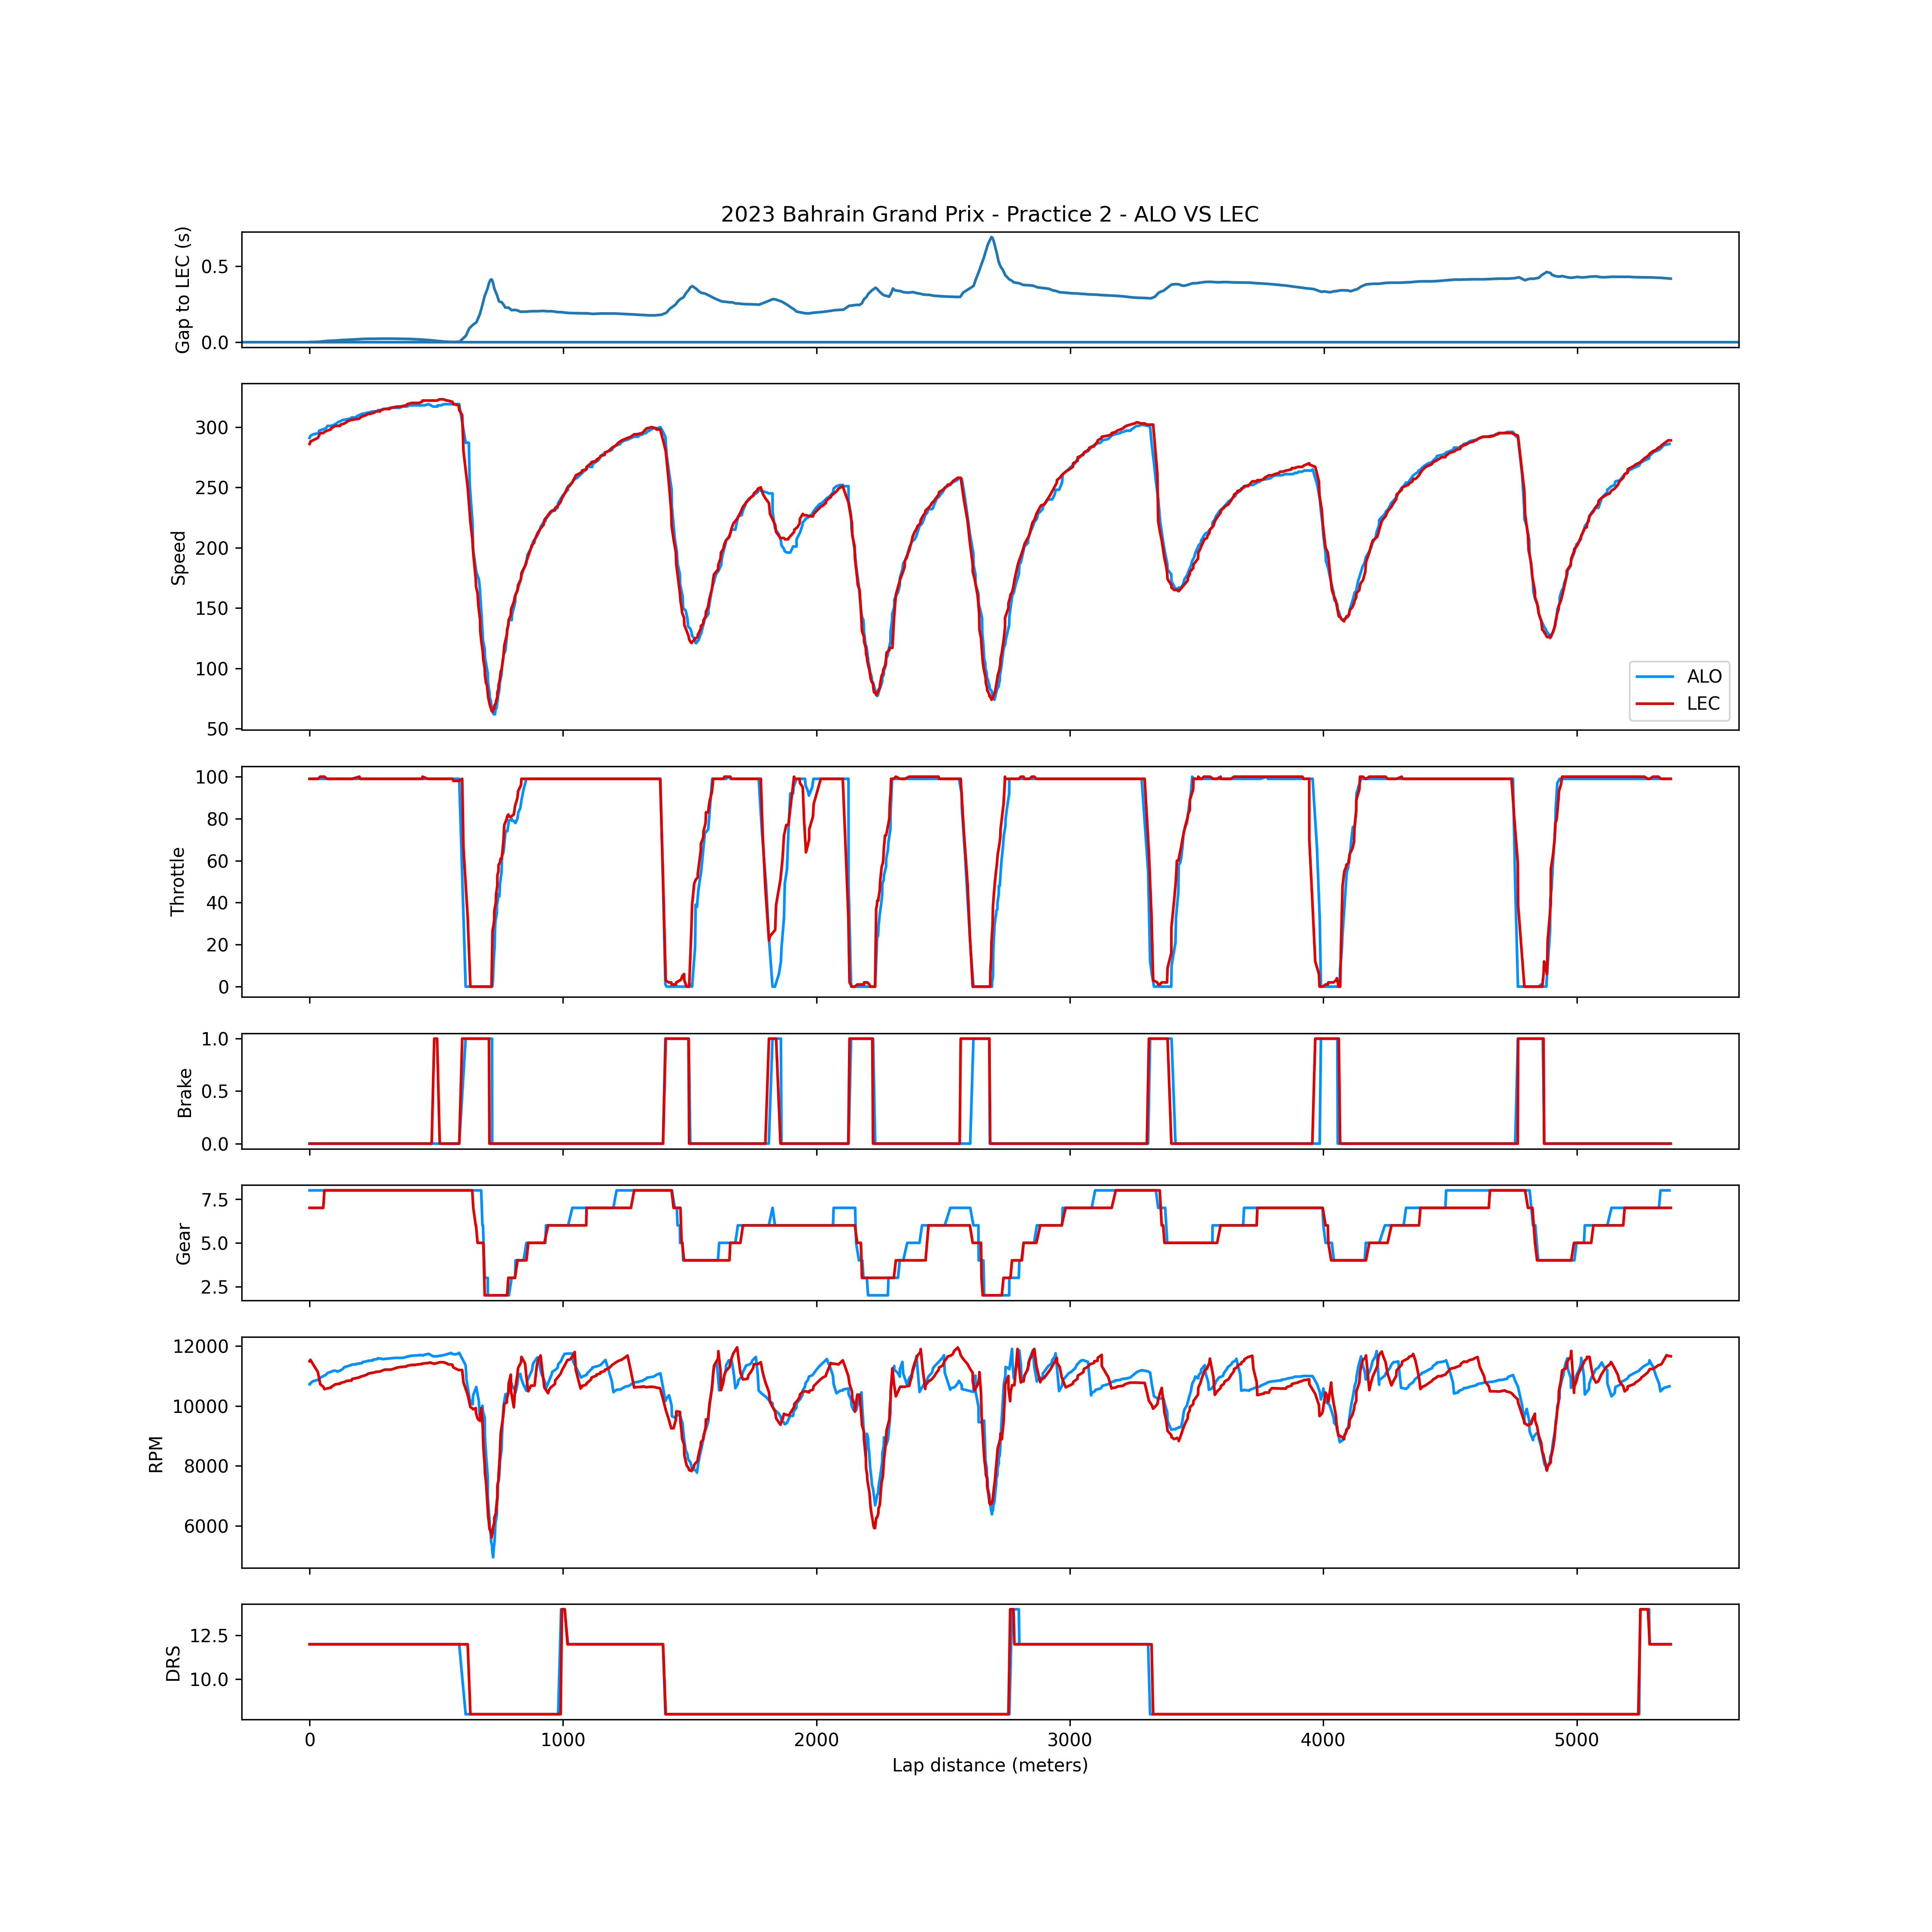 2023 Bahrain Grand Prix - Practice 2 - ALO VS LEC
Gap to LEC (s)
0.5
0.0
Speed
300
250
200
150
100
50
ALO
LEC
Throttle
100
80
60
40
20
0
Brake
1.0
0.5
0.0
Gear
7.5
5.0
2.5
RPM
12000
10000
8000
6000
DRS
12.5
10.0
0 1000 2000 3000 4000 5000
Lap distance (meters)